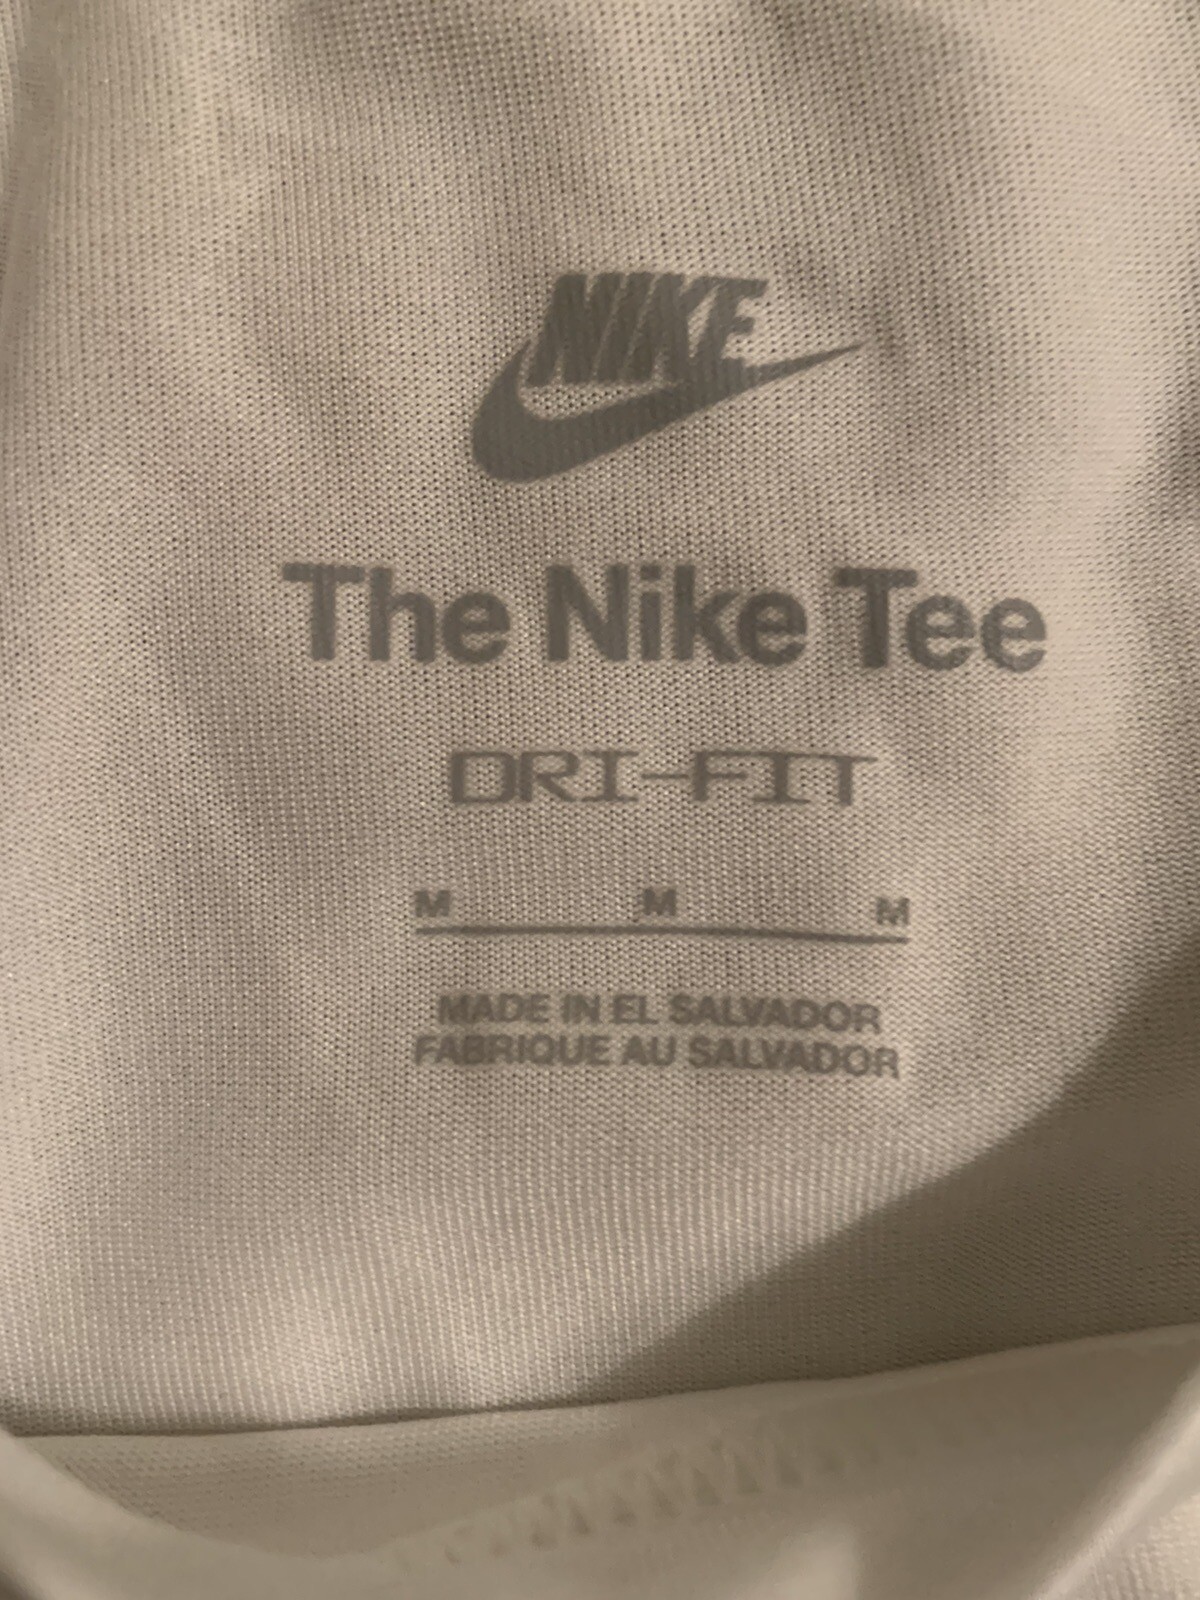 NIKE
The Nike Tee
DRI-FIT
M M M
MADE IN EL SALVADOR
FABRIQUE AU SALVADOR